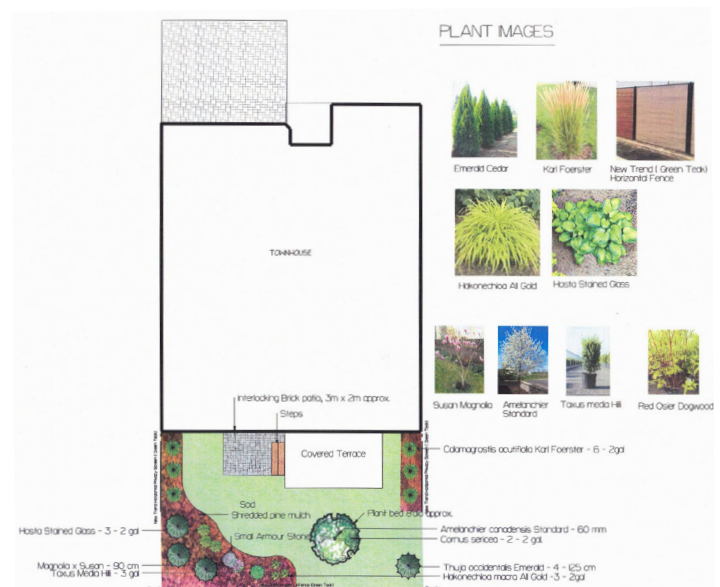 PLANT IMAGES
Emerald Cedar
Karl Foerster
New Trend ( Green Teak)
Horizontal Fence
TOWNHOUSE
Hakonechloa All Gold
Hosta Stained Glass
Susan Magnolia
Amelanchier
Standard
Taxus media Hili
Red Osier Dogwood
Interlocking Brick patio, 3m x 2m approx.
Steps
Covered Terrace
Calamagrostis acutiflolia Karl Foerster - 6 - 2gal
Sod
Shredded pine mulch
Plant bed approx.
Hosta Stained Glass - 3 - 2 gal
Small Armour Stone
Amelanchier canadensis Standard - 60 mm
Cornus sericea - 2 - 2 gal.
Magnolia x Susan - 90 cm
Taxus Media Hili - 3 gal
Thuja occidentalis Emerald - 4 - 125 cm
Hakonechloa macra All Gold -3 - 2gal